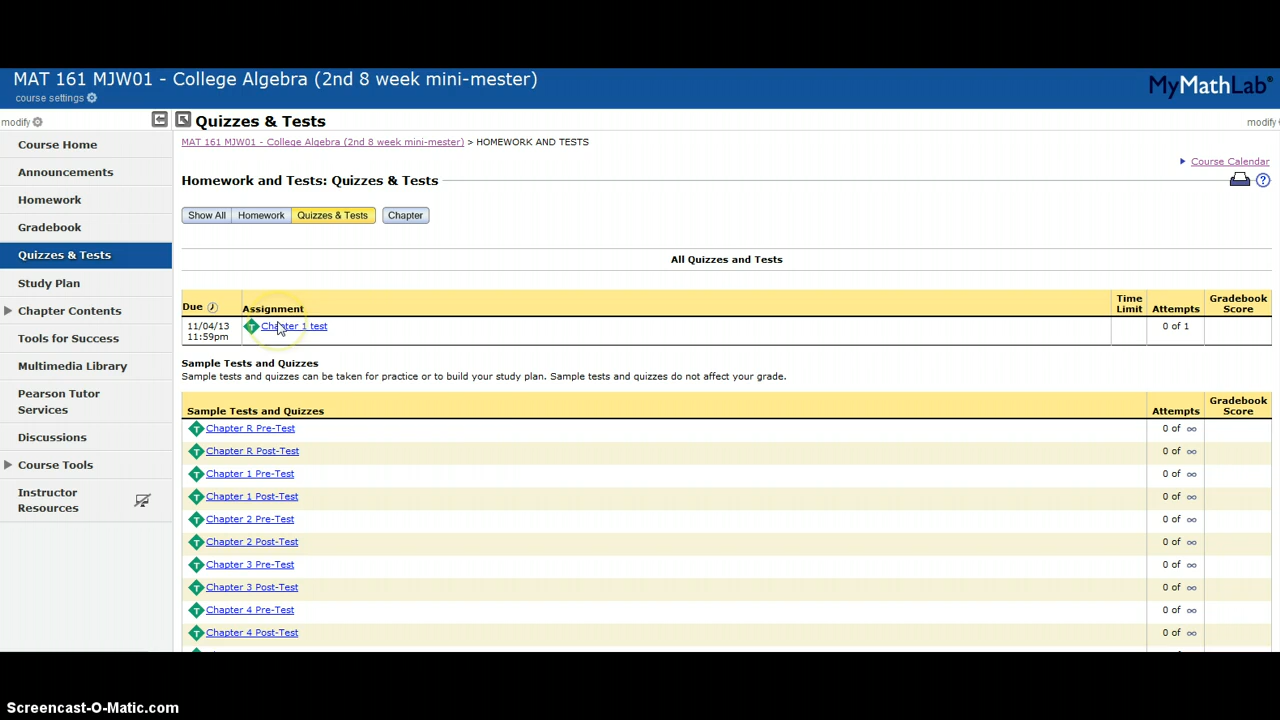 MAT 161 MJW01 - College Algebra (2nd 8 week mini-mester)
course settings
MyMathLab®
modify
Quizzes & Tests
modify
MAT 161 MJW01 - College Algebra (2nd 8 week mini-mester) > HOMEWORK AND TESTS
Course Calendar
Homework and Tests: Quizzes & Tests
Show All Homework Quizzes & Tests Chapter
All Quizzes and Tests
Course Home
Announcements
Homework
Gradebook
Quizzes & Tests
Study Plan
Chapter Contents
Tools for Success
Multimedia Library
Pearson Tutor
Services
Discussions
Course Tools
Instructor
Resources
Due Assignment Time Limit Attempts Gradebook Score
11/04/13 Chapter 1 test 0 of 1
11:59pm
Sample Tests and Quizzes
Sample tests and quizzes can be taken for practice or to build your study plan. Sample tests and quizzes do not affect your grade.
Sample Tests and Quizzes Attempts Gradebook Score
Chapter R Pre-Test 0 of ∞
Chapter R Post-Test 0 of ∞
Chapter 1 Pre-Test 0 of ∞
Chapter 1 Post-Test 0 of ∞
Chapter 2 Pre-Test 0 of ∞
Chapter 2 Post-Test 0 of ∞
Chapter 3 Pre-Test 0 of ∞
Chapter 3 Post-Test 0 of ∞
Chapter 4 Pre-Test 0 of ∞
Chapter 4 Post-Test 0 of ∞
Screencast-O-Matic.com